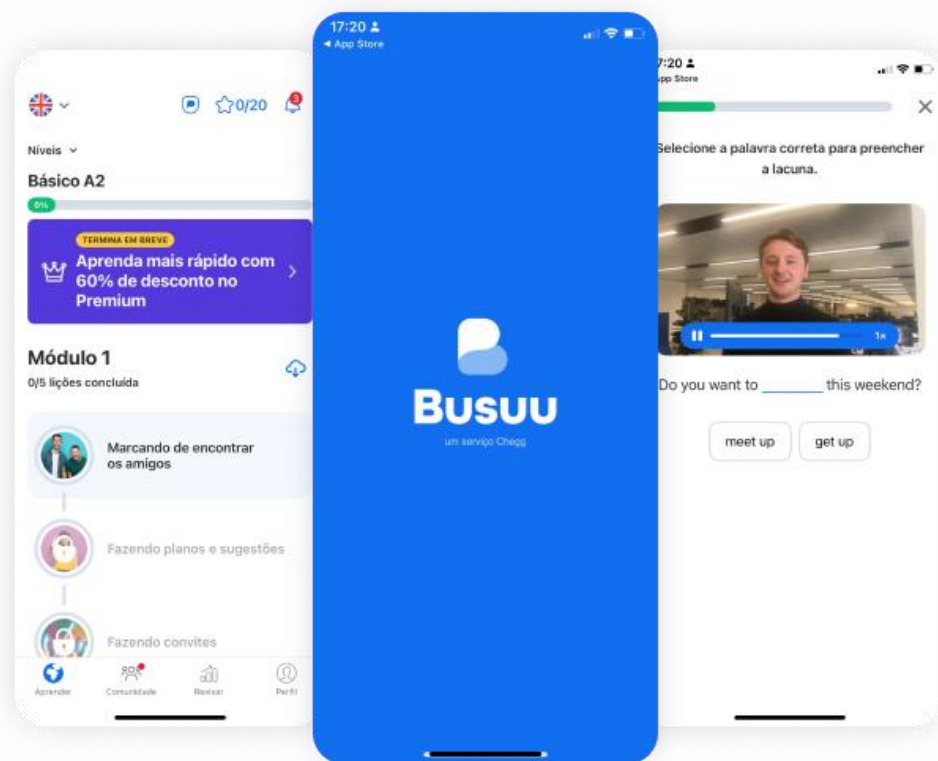 0/20
3
Níveis
Básico A2
0%
TERMINA EM BREVE
Aprenda mais rápido com
60% de desconto no
Premium
Módulo 1
0/5 lições concluída
Marcando de encontrar
os amigos
Fazendo planos e sugestões
Fazendo convites
Aprender
Comunidade
Revisar
Perfil
17:20
App Store
Busuu
um serviço Chegg
7:20
App Store
Selecione a palavra correta para preencher
a lacuna.
1x
Do you want to ______ this weekend?
meet up
get up